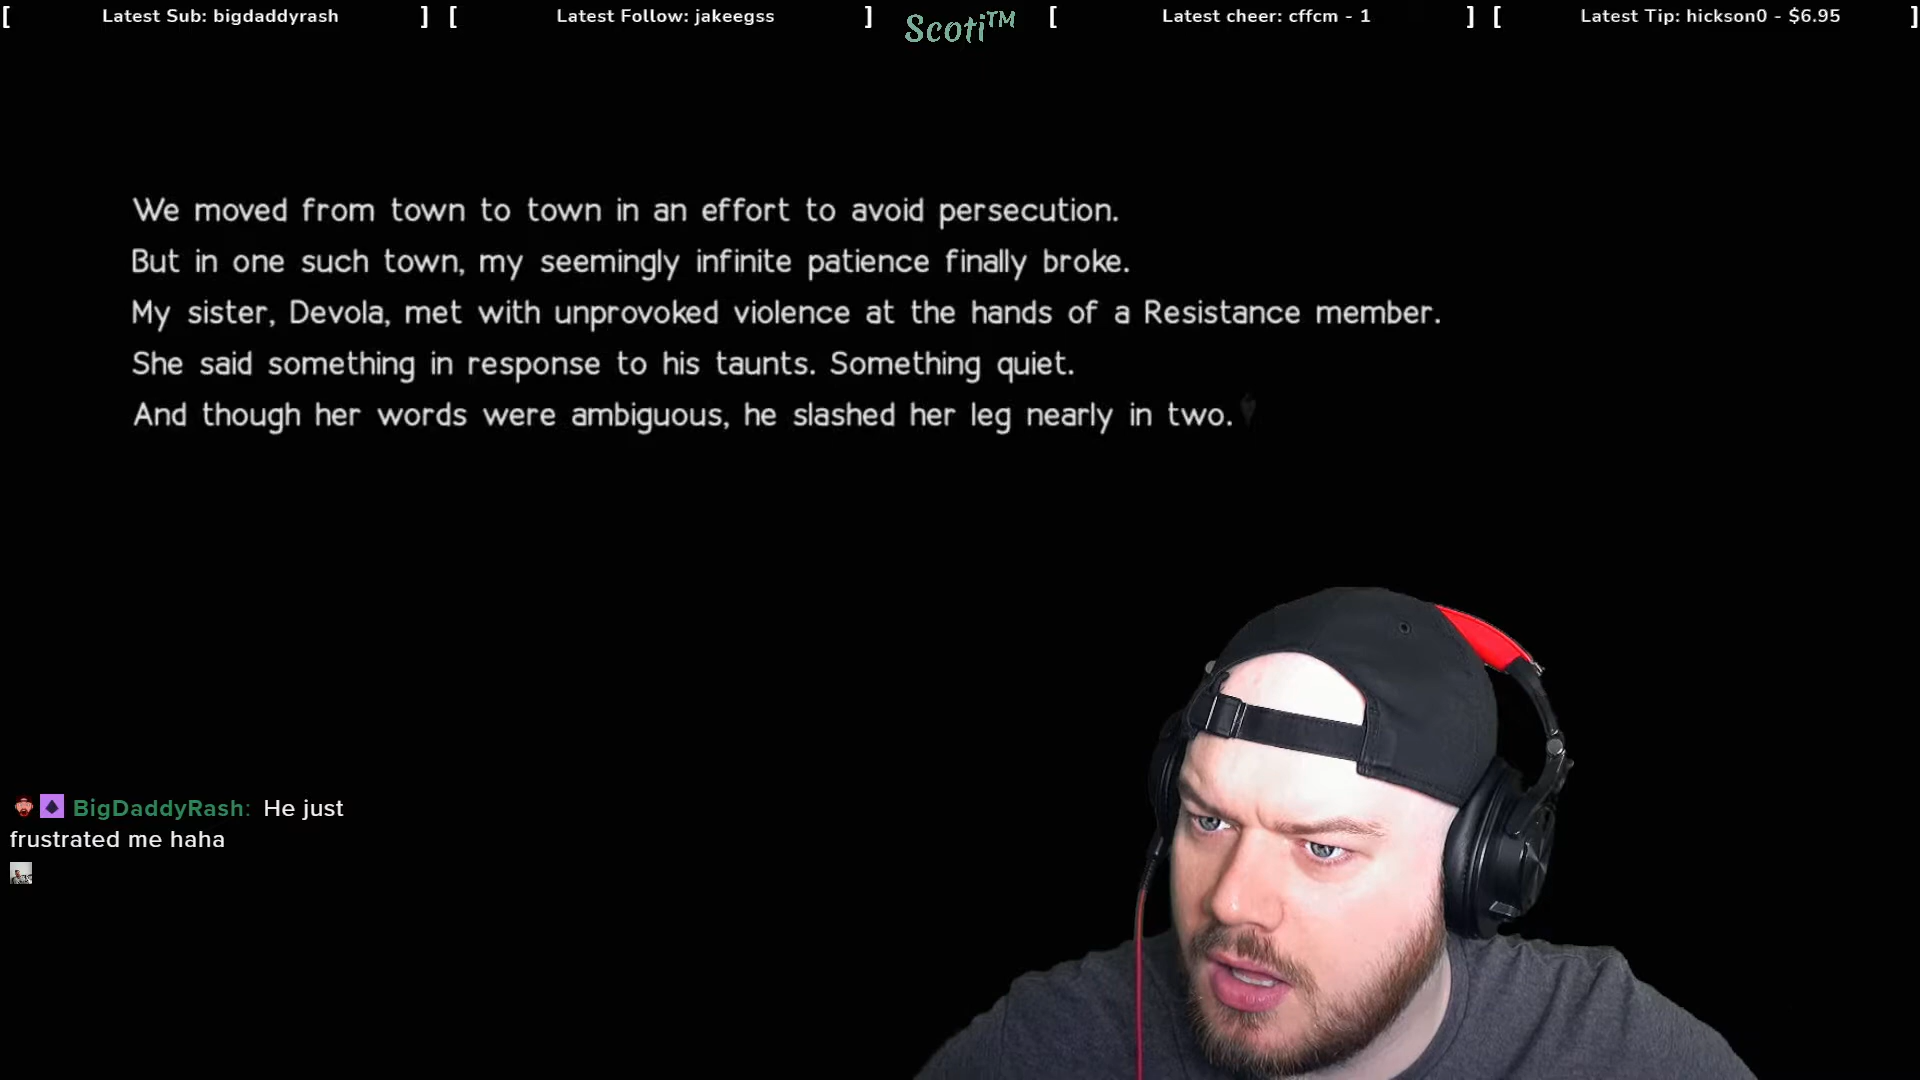 [ Latest Sub: bigdaddyrash ] [ Latest Follow: jakeegss ] Scoti™ [ Latest cheer: cffcm - 1 ] [ Latest Tip: hickson0 - $6.95 ]
We moved from town to town in an effort to avoid persecution.
But in one such town, my seemingly infinite patience finally broke.
My sister, Devola, met with unprovoked violence at the hands of a Resistance member.
She said something in response to his taunts. Something quiet.
And though her words were ambiguous, he slashed her leg nearly in two.
BigDaddyRash: He just
frustrated me haha